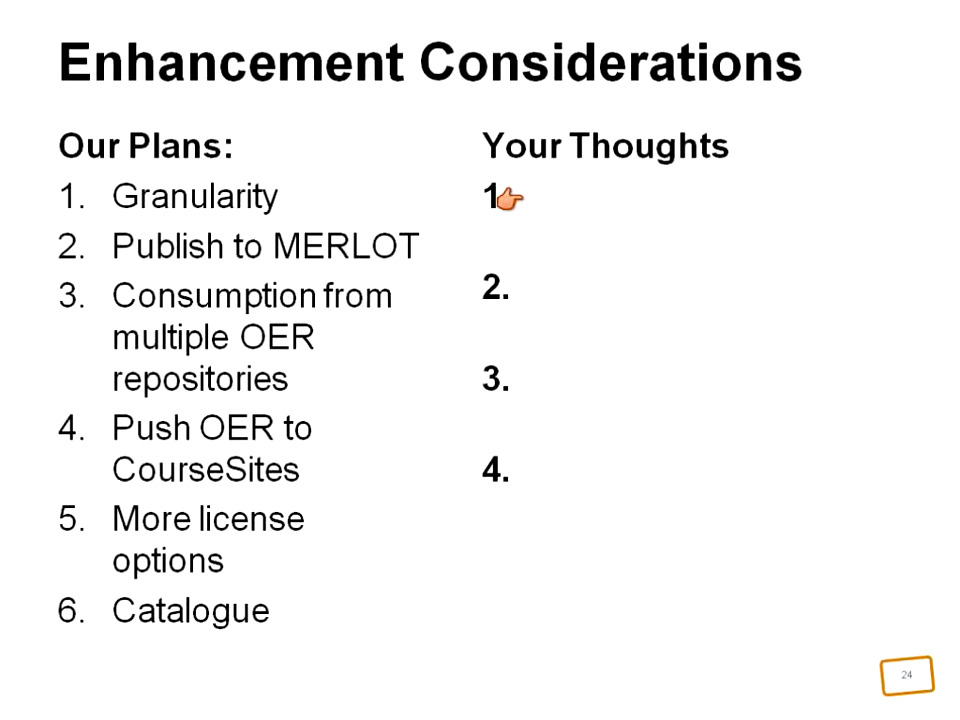 Enhancement Considerations
Our Plans:
1. Granularity
2. Publish to MERLOT
3. Consumption from
multiple OER
repositories
4. Push OER to
CourseSites
5. More license
options
6. Catalogue
Your Thoughts
1
2.
3.
4.
24